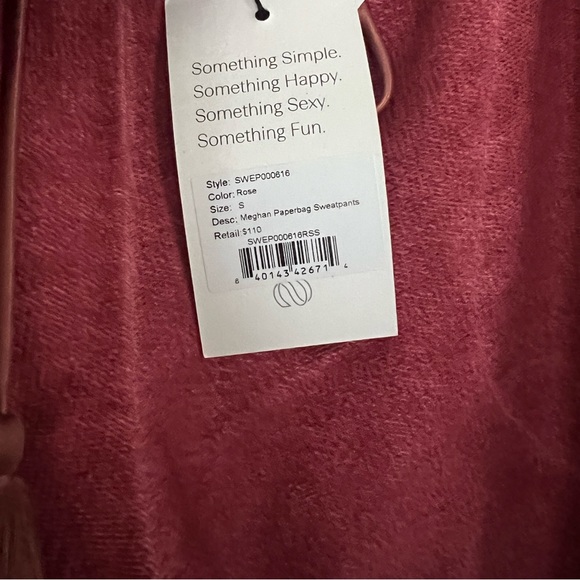 Something Simple.
Something Happy.
Something Sexy.
Something Fun.
Style: SWEP000616
Color: Rose
Size: S
Desc: Meghan Paperbag Sweatpants
Retail:$110
SWEP000616RSS
6 40143 42671 4